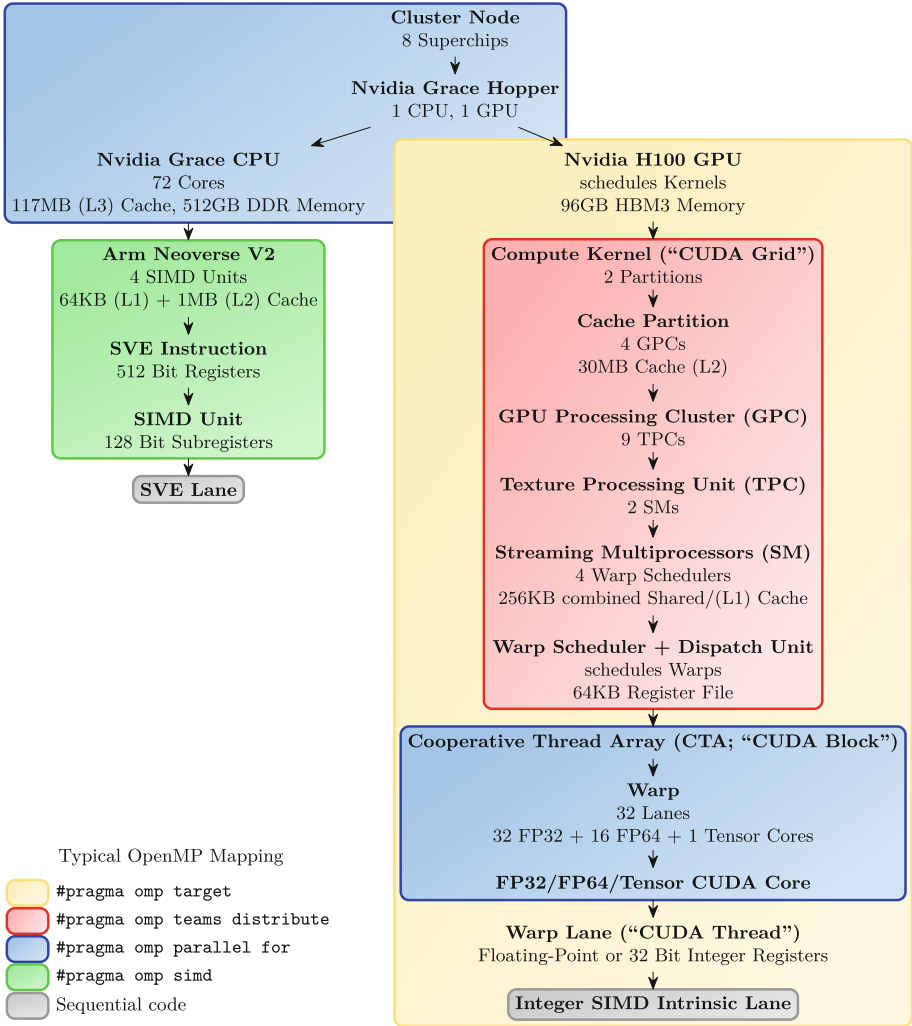 Cluster Node
8 Superchips
Nvidia Grace Hopper
1 CPU, 1 GPU
Nvidia Grace CPU
72 Cores
117MB (L3) Cache, 512GB DDR Memory
Arm Neoverse V2
4 SIMD Units
64KB (L1) + 1MB (L2) Cache
SVE Instruction
512 Bit Registers
SIMD Unit
128 Bit Subregisters
SVE Lane
Nvidia H100 GPU
schedules Kernels
96GB HBM3 Memory
Compute Kernel (“CUDA Grid”)
2 Partitions
Cache Partition
4 GPCs
30MB Cache (L2)
GPU Processing Cluster (GPC)
9 TPCs
Texture Processing Unit (TPC)
2 SMs
Streaming Multiprocessors (SM)
4 Warp Schedulers
256KB combined Shared/(L1) Cache
Warp Scheduler + Dispatch Unit
schedules Warps
64KB Register File
Cooperative Thread Array (CTA; “CUDA Block”)
Warp
32 Lanes
32 FP32 + 16 FP64 + 1 Tensor Cores
FP32/FP64/Tensor CUDA Core
Warp Lane (“CUDA Thread”)
Floating-Point or 32 Bit Integer Registers
Integer SIMD Intrinsic Lane
Typical OpenMP Mapping
#pragma omp target
#pragma omp teams distribute
#pragma omp parallel for
#pragma omp simd
Sequential code